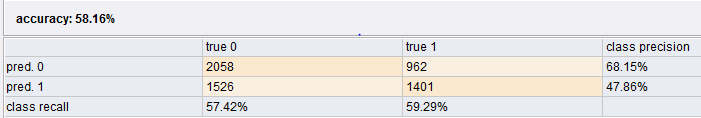 accuracy: 58.16%
true 0 true 1 class precision
pred. 0 2058 962 68.15%
pred. 1 1526 1401 47.86%
class recall 57.42% 59.29%